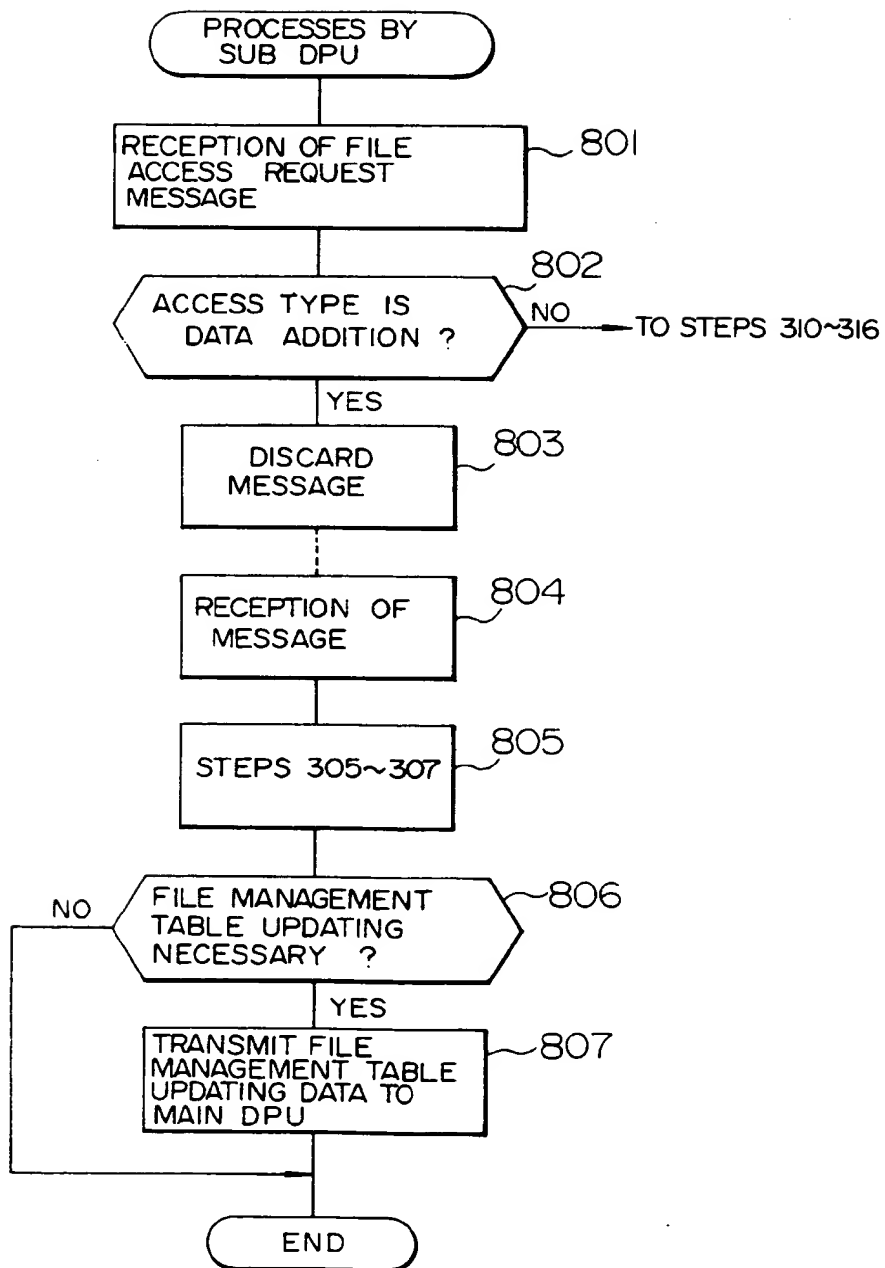 PROCESSES BY
SUB DPU
RECEPTION OF FILE
ACCESS REQUEST
MESSAGE
801
802
ACCESS TYPE IS
DATA ADDITION ?
NO
TO STEPS 310~316
YES
803
DISCARD
MESSAGE
804
RECEPTION OF
MESSAGE
805
STEPS 305~307
806
NO
FILE MANAGEMENT
TABLE UPDATING
NECESSARY ?
YES
807
TRANSMIT FILE
MANAGEMENT TABLE
UPDATING DATA TO
MAIN DPU
END